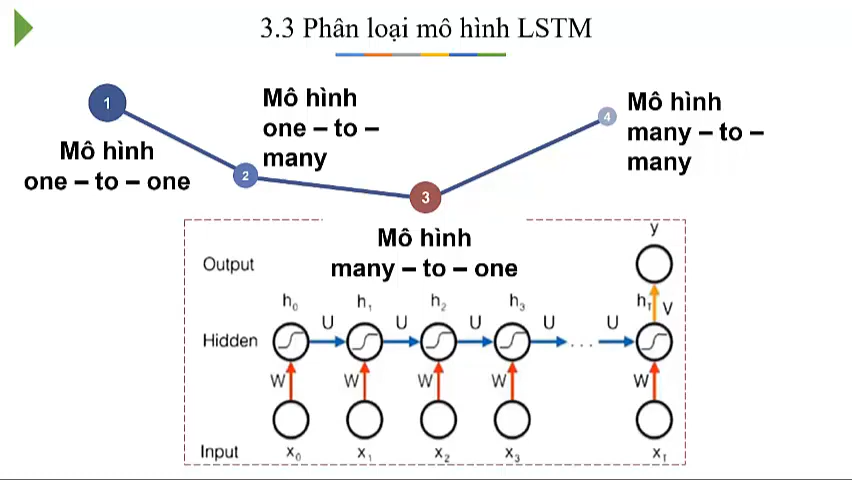 3.3 Phân loại mô hình LSTM
1
Mô hình
one – to – one
2
Mô hình
one – to –
many
3
Mô hình
many – to – one
4
Mô hình
many – to –
many
Output
y
h₀ h₁ h₂ h₃ h_T V
U U U U U
Hidden
W W W W W
Input x₀ x₁ x₂ x₃ x_T